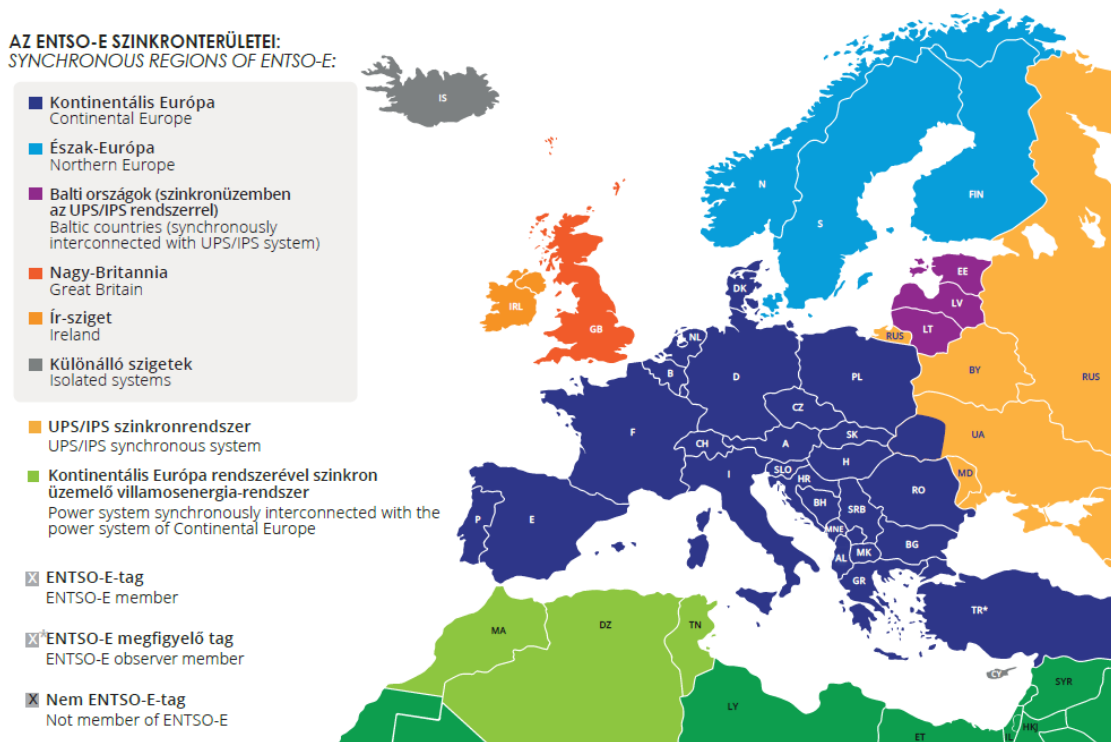 AZ ENTSO-E SZINKRONTERÜLETEI:
SYNCHRONOUS REGIONS OF ENTSO-E:
Kontinentális Európa
Continental Europe
Észak-Európa
Northern Europe
Balti országok (szinkronüzemben
az UPS/IPS rendszerrel)
Baltic countries (synchronously
interconnected with UPS/IPS system)
Nagy-Britannia
Great Britain
Ír-sziget
Ireland
Különálló szigetek
Isolated systems
UPS/IPS szinkronrendszer
UPS/IPS synchronous system
Kontinentális Európa rendszerével szinkron
üzemelő villamosenergia-rendszer
Power system synchronously interconnected with the
power system of Continental Europe
X ENTSO-E-tag
ENTSO-E member
X* ENTSO-E megfigyelő tag
ENTSO-E observer member
X Nem ENTSO-E-tag
Not member of ENTSO-E
IS
N
S
FIN
EE
LV
LT
RUS
BY
RUS
UA
MD
IRL
GB
DK
NL
B
D
PL
CZ
F
CH
A
SK
H
I
SLO
HR
BH
SRB
RO
MNE
AL
MK
BG
GR
P
E
TR*
CY
MA
DZ
TN
LY
ET
IL
HKJ
SYR